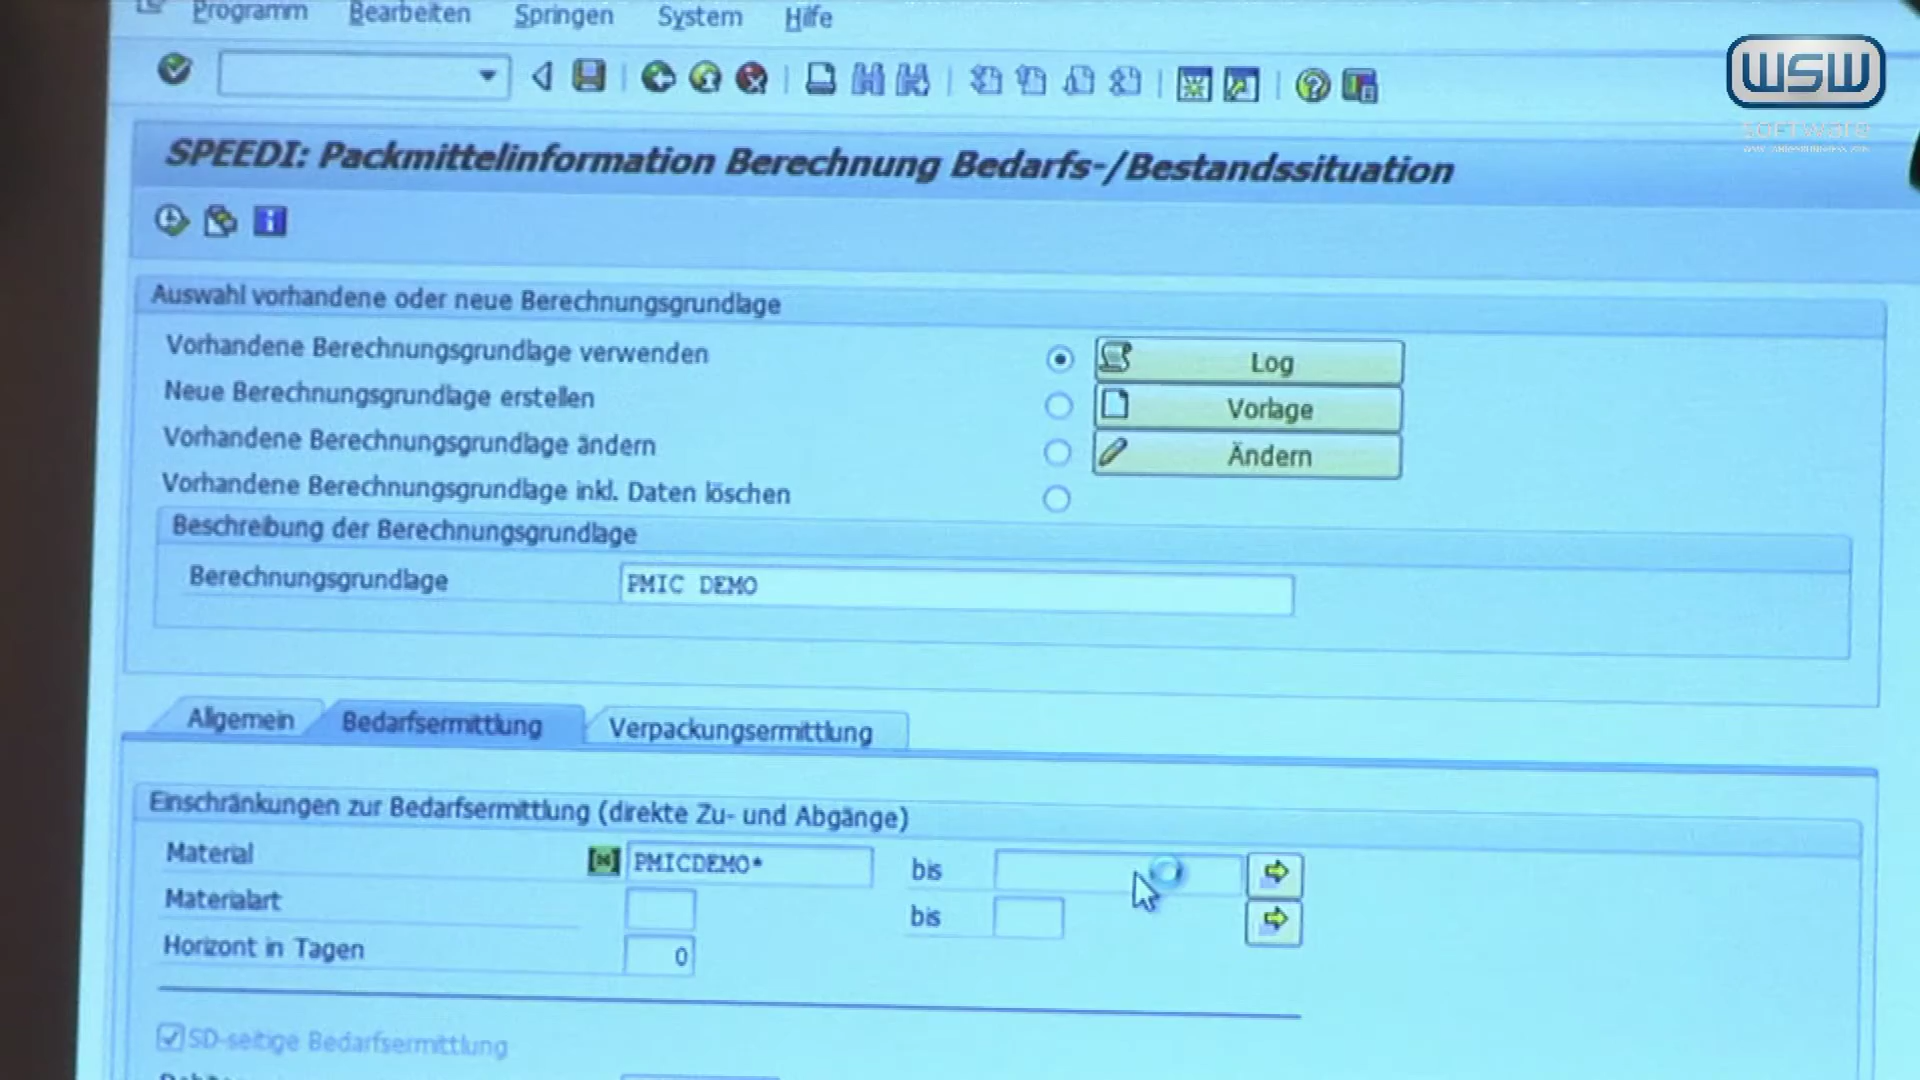 Programm Bearbeiten Springen System Hilfe
WSW
software
SPEEDI: Packmittelinformation Berechnung Bedarfs-/Bestandssituation
Auswahl vorhandene oder neue Berechnungsgrundlage
Vorhandene Berechnungsgrundlage verwenden Log
Neue Berechnungsgrundlage erstellen Vorlage
Vorhandene Berechnungsgrundlage ändern Ändern
Vorhandene Berechnungsgrundlage inkl. Daten löschen
Beschreibung der Berechnungsgrundlage
Berechnungsgrundlage PMIC DEMO
Allgemein Bedarfsermittlung Verpackungsermittlung
Einschränkungen zur Bedarfsermittlung (direkte Zu- und Abgänge)
Material PMICDEMO* bis
Materialart bis
Horizont in Tagen 0
SD-seitige Bedarfsermittlung